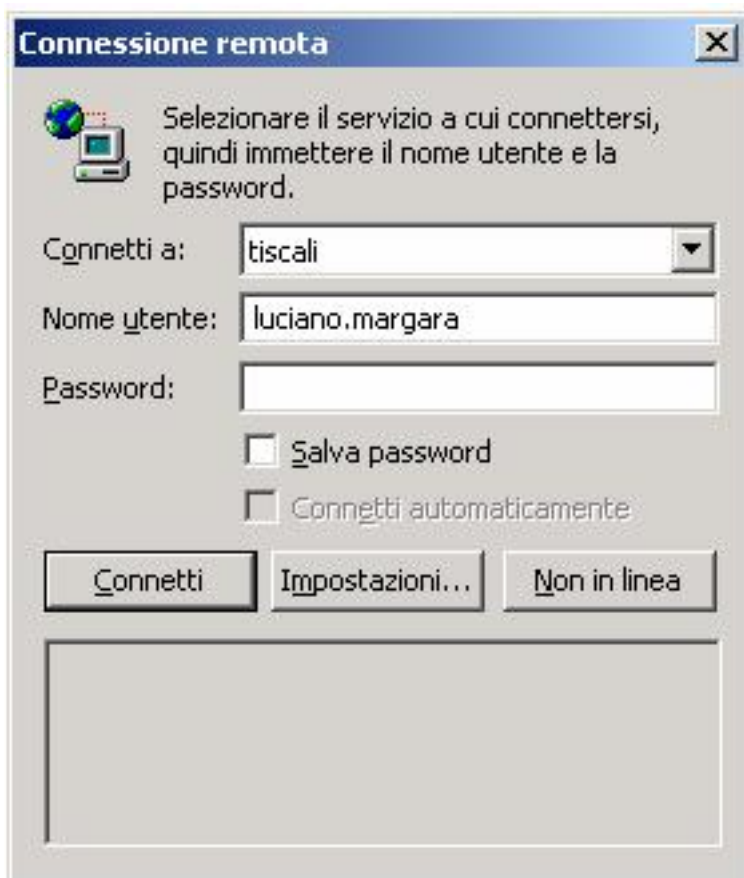 Connessione remota
Selezionare il servizio a cui connettersi,
quindi immettere il nome utente e la
password.
Connetti a: tiscali
Nome utente: luciano.margara
Password:
Salva password
Connetti automaticamente
Connetti Impostazioni... Non in linea